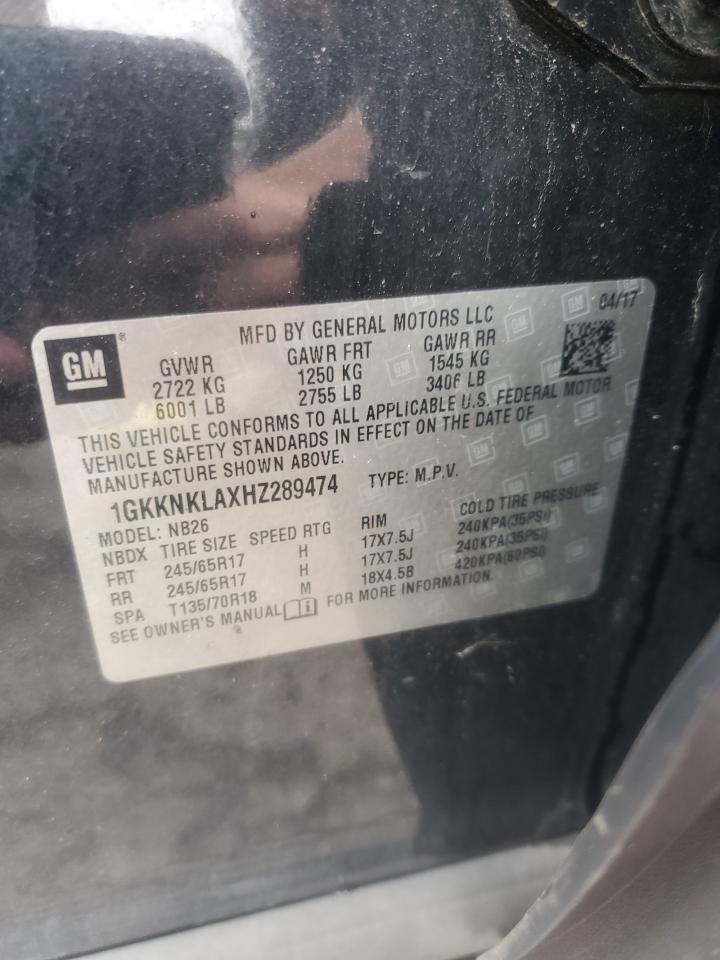 04/17
MFD BY GENERAL MOTORS LLC
GM ®
GVWR GAWR FRT GAWR RR
2722 KG 1250 KG 1545 KG
6001 LB 2755 LB 3406 LB
THIS VEHICLE CONFORMS TO ALL APPLICABLE U.S. FEDERAL MOTOR
VEHICLE SAFETY STANDARDS IN EFFECT ON THE DATE OF
MANUFACTURE SHOWN ABOVE.
1GKKNKLAXHZ289474 TYPE: M.P.V.
MODEL: NB26
NBDX TIRE SIZE SPEED RTG RIM COLD TIRE PRESSURE
FRT 245/65R17 H 17X7.5J 240KPA(35PSI)
RR 245/65R17 H 17X7.5J 240KPA(35PSI)
SPA T135/70R18 M 18X4.5B 420KPA(60PSI)
SEE OWNER'S MANUAL i FOR MORE INFORMATION.